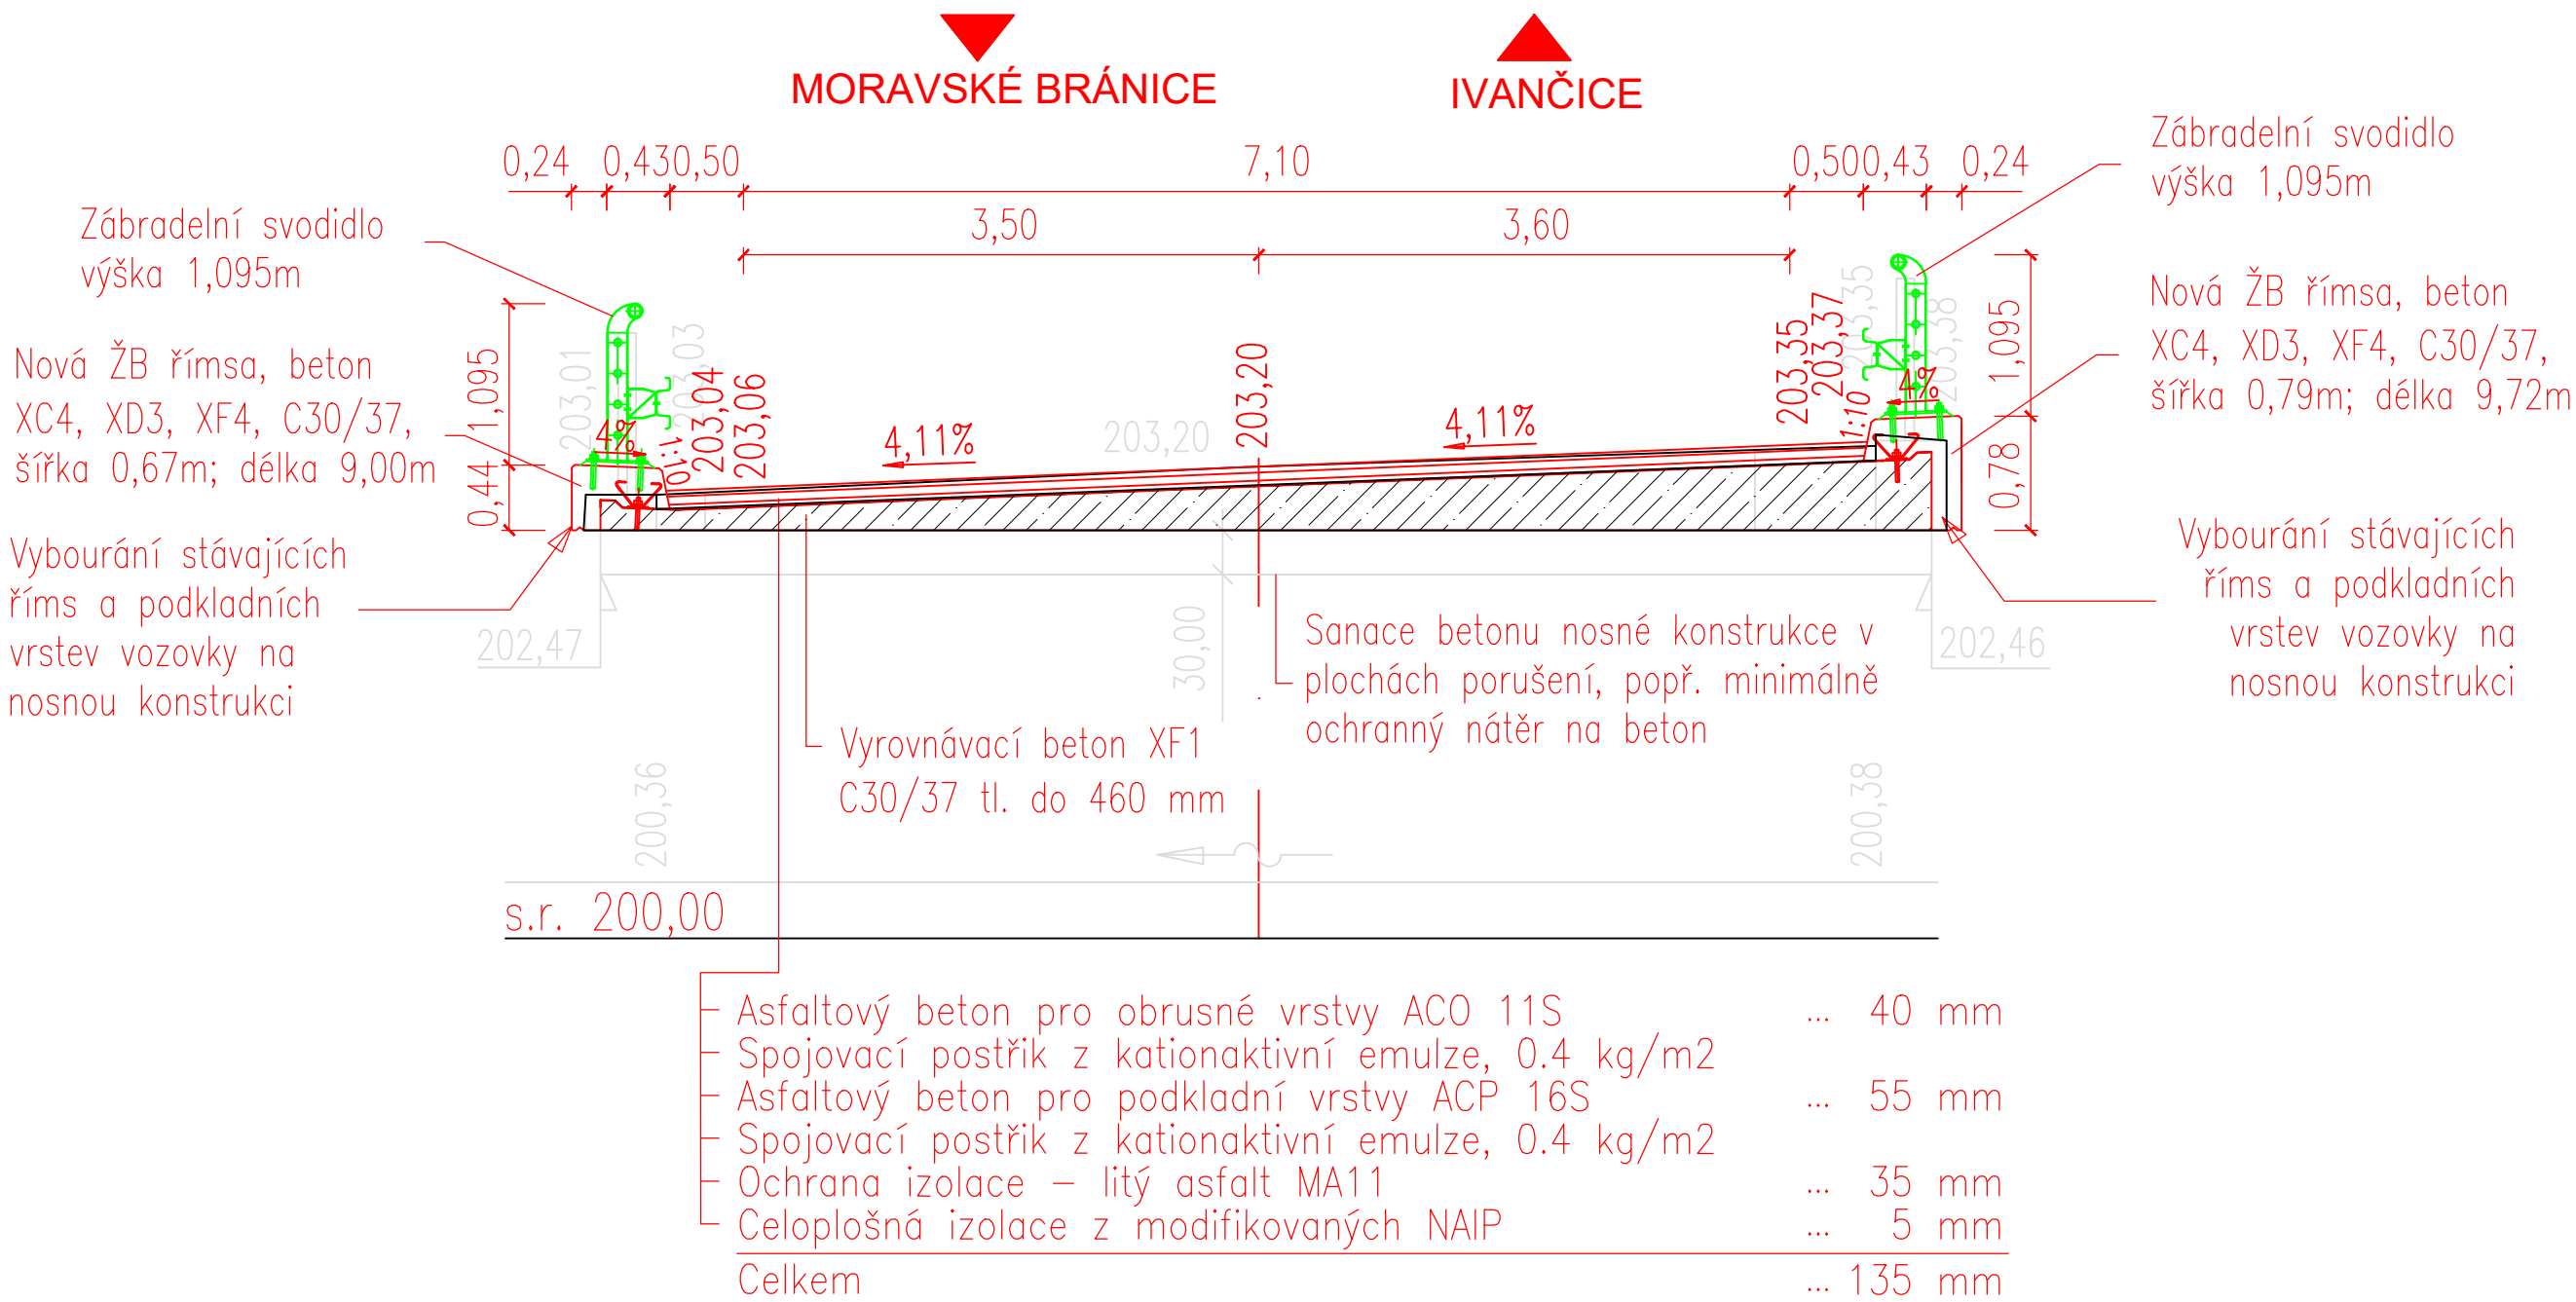 MORAVSKÉ BRÁNICE
IVANČICE
0,24 0,43 0,50 7,10 0,50 0,43 0,24
3,50 3,60
Zábradelní svodidlo
výška 1,095m
Nová ŽB římsa, beton
XC4, XD3, XF4, C30/37,
šířka 0,67m; délka 9,00m
Vybourání stávajících
říms a podkladních
vrstev vozovky na
nosnou konstrukci
1,095
0,44
203,01
203,03
4%
1:10
203,04
203,06
4,11%
203,20
203,20
4,11%
203,35
203,37
1:10
203,35
203,38
4%
1,095
0,78
Zábradelní svodidlo
výška 1,095m
Nová ŽB římsa, beton
XC4, XD3, XF4, C30/37,
šířka 0,79m; délka 9,72m
Vybourání stávajících
říms a podkladních
vrstev vozovky na
nosnou konstrukci
202,47
30,00
202,46
Sanace betonu nosné konstrukce v
plochách porušení, popř. minimálně
ochranný nátěr na beton
Vyrovnávací beton XF1
C30/37 tl. do 460 mm
200,36
200,38
s.r. 200,00
Asfaltový beton pro obrusné vrstvy ACO 11S ... 40 mm
Spojovací postřik z kationaktivní emulze, 0.4 kg/m2
Asfaltový beton pro podkladní vrstvy ACP 16S ... 55 mm
Spojovací postřik z kationaktivní emulze, 0.4 kg/m2
Ochrana izolace – litý asfalt MA11 ... 35 mm
Celoplošná izolace z modifikovaných NAIP ... 5 mm
Celkem ... 135 mm